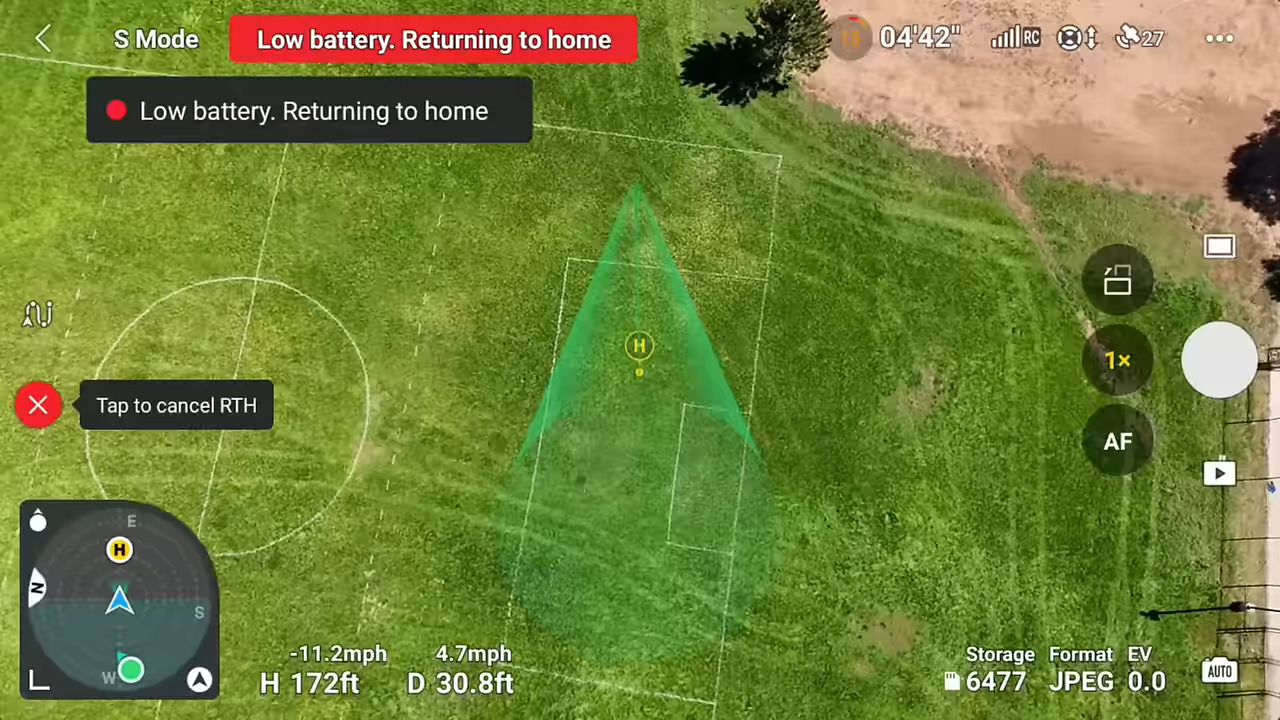 S Mode
Low battery. Returning to home
13
04'42"
RC
27
Low battery. Returning to home
H
1×
Tap to cancel RTH
AF
E
H
N
S
W
-11.2mph
4.7mph
H 172ft
D 30.8ft
Storage
Format
EV
6477
JPEG
0.0
AUTO